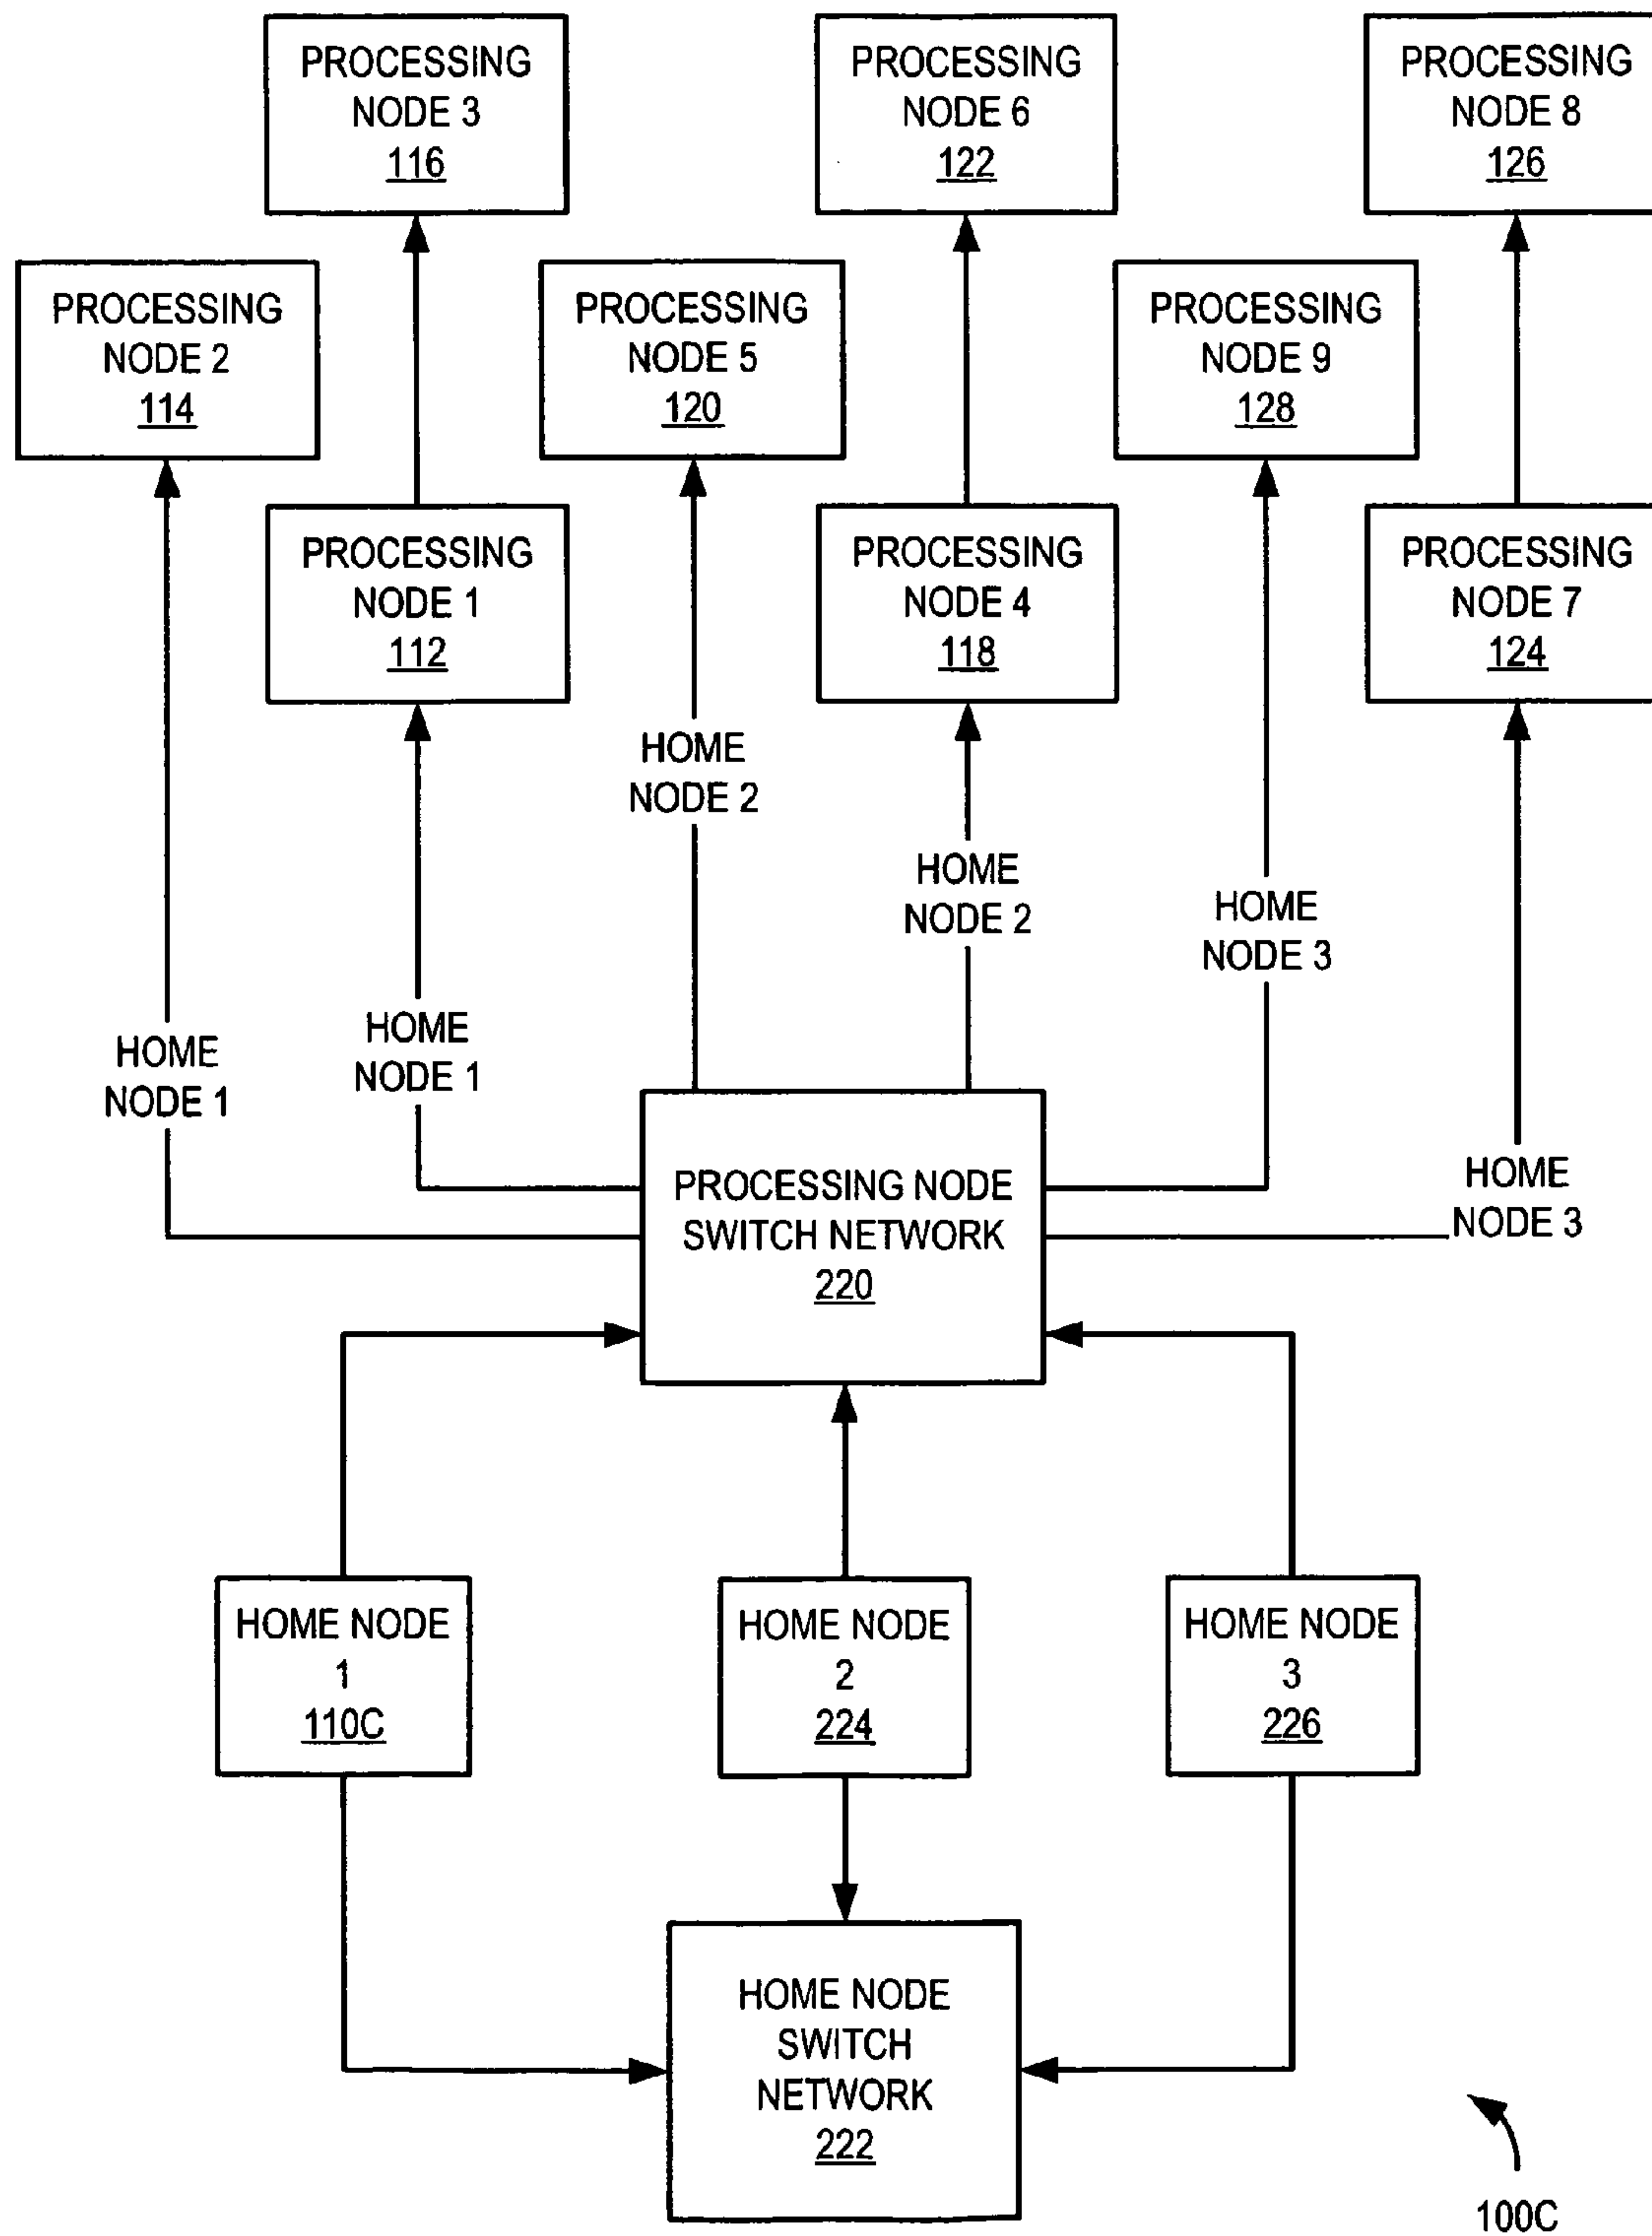 PROCESSING
NODE 3
116
PROCESSING
NODE 6
122
PROCESSING
NODE 8
126
PROCESSING
NODE 2
114
PROCESSING
NODE 5
120
PROCESSING
NODE 9
128
PROCESSING
NODE 1
112
PROCESSING
NODE 4
118
PROCESSING
NODE 7
124
HOME
NODE 2
HOME
NODE 2
HOME
NODE 3
HOME
NODE 1
HOME
NODE 1
HOME
NODE 3
PROCESSING NODE
SWITCH NETWORK
220
HOME NODE
1
110C
HOME NODE
2
224
HOME NODE
3
226
HOME NODE
SWITCH
NETWORK
222
100C